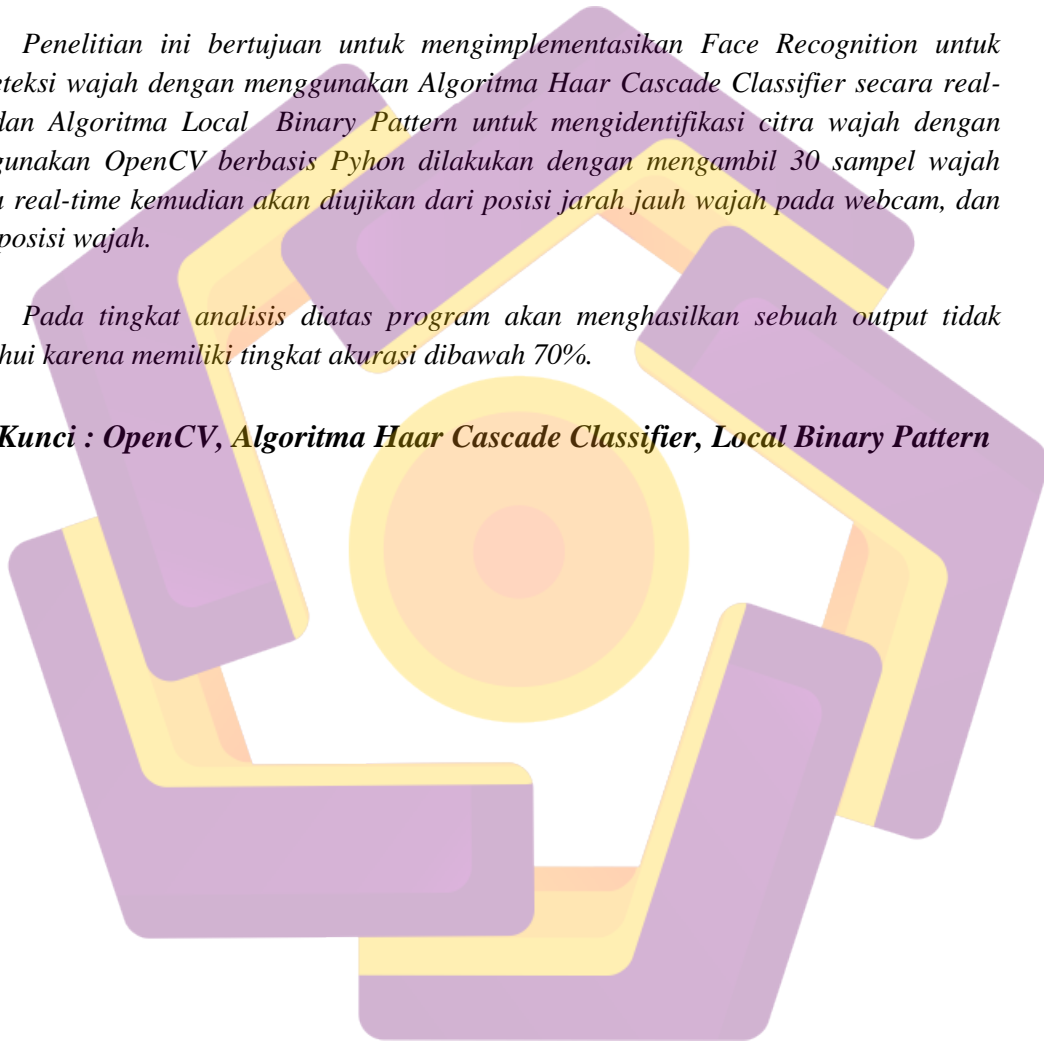 Penelitian ini bertujuan untuk mengimplementasikan Face Recognition untuk
eteksi wajah dengan menggunakan Algoritma Haar Cascade Classifier secara real-
dan Algoritma Local Binary Pattern untuk mengidentifikasi citra wajah dengan
gunakan OpenCV berbasis Pyhon dilakukan dengan mengambil 30 sampel wajah
real-time kemudian akan diujikan dari posisi jarah jauh wajah pada webcam, dan
posisi wajah.
Pada tingkat analisis diatas program akan menghasilkan sebuah output tidak
hui karena memiliki tingkat akurasi dibawah 70%.
Kunci : OpenCV, Algoritma Haar Cascade Classifier, Local Binary Pattern